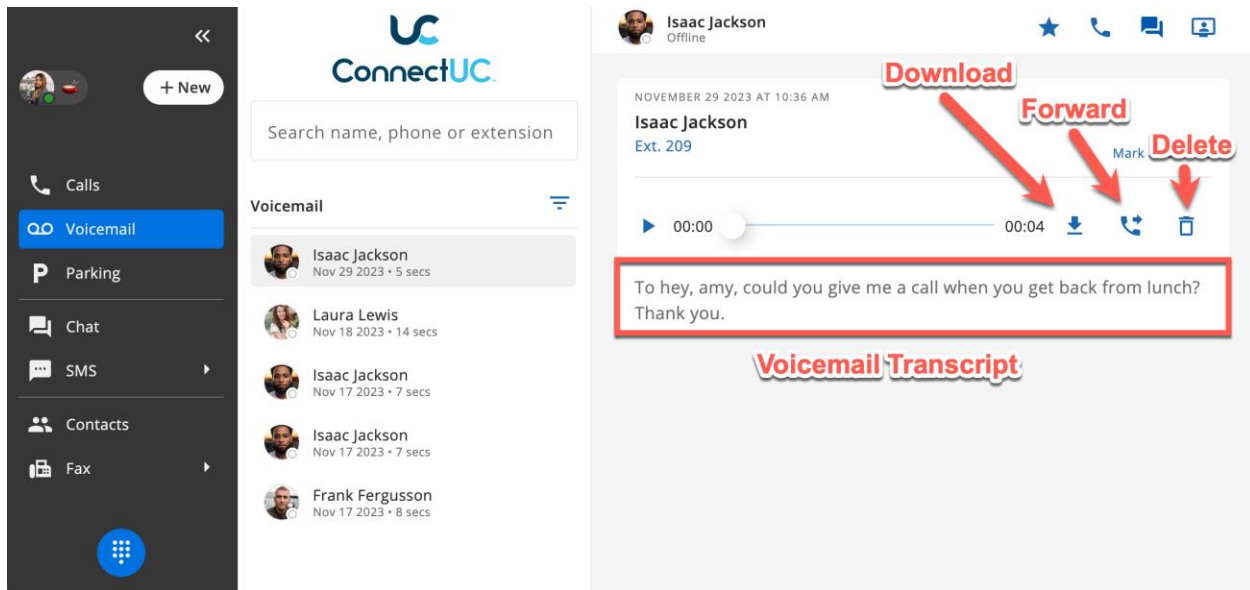 + New
Calls
Voicemail
P Parking
Chat
SMS
Contacts
Fax
UC
ConnectUC
Search name, phone or extension
Voicemail
Isaac Jackson
Nov 29 2023 • 5 secs
Laura Lewis
Nov 18 2023 • 14 secs
Isaac Jackson
Nov 17 2023 • 7 secs
Isaac Jackson
Nov 17 2023 • 7 secs
Frank Fergusson
Nov 17 2023 • 8 secs
Isaac Jackson
Offline
Download
NOVEMBER 29 2023 AT 10:36 AM
Forward
Isaac Jackson
Ext. 209
Mark
Delete
00:00 00:04
To hey, amy, could you give me a call when you get back from lunch?
Thank you.
Voicemail Transcript